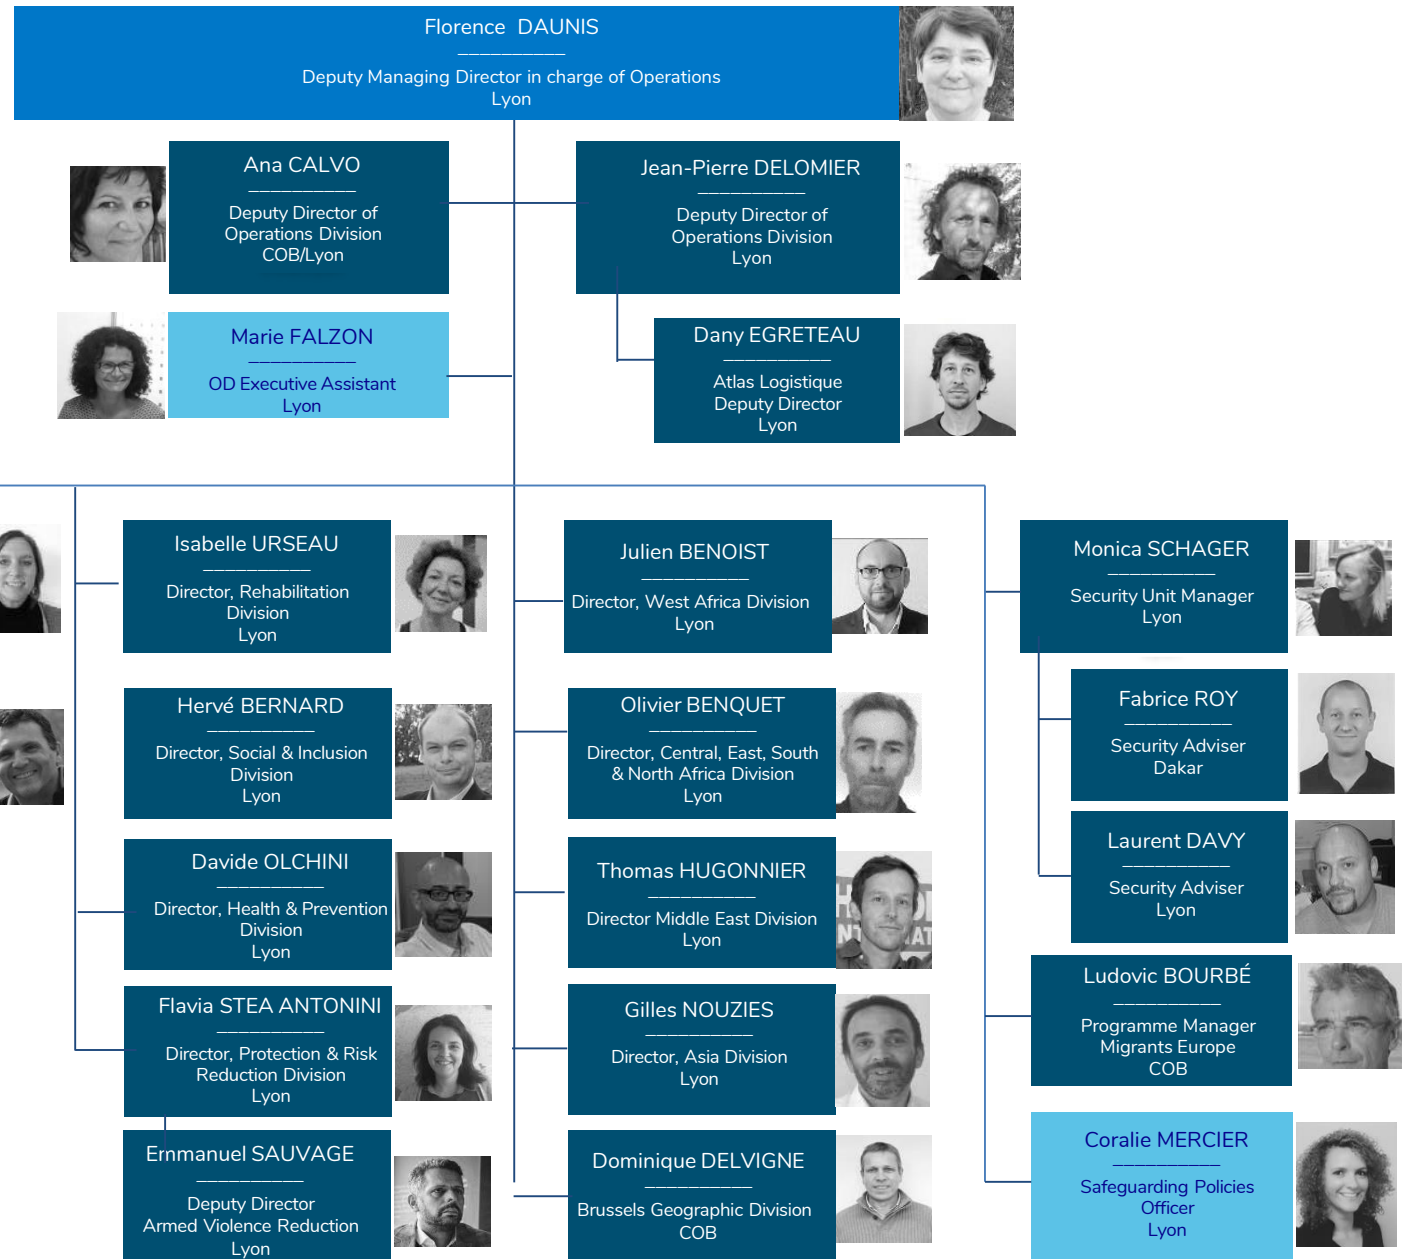 Florence DAUNIS
Deputy Managing Director in charge of Operations
Lyon
Ana CALVO
Deputy Director of
Operations Division
COB/Lyon
Jean-Pierre DELOMIER
Deputy Director of
Operations Division
Lyon
Marie FALZON
OD Executive Assistant
Lyon
Dany EGRETEAU
Atlas Logistique
Deputy Director
Lyon
Isabelle URSEAU
Director, Rehabilitation
Division
Lyon
Hervé BERNARD
Director, Social & Inclusion
Division
Lyon
Davide OLCHINI
Director, Health & Prevention
Division
Lyon
Flavia STEA ANTONINI
Director, Protection & Risk
Reduction Division
Lyon
Emmanuel SAUVAGE
Deputy Director
Armed Violence Reduction
Lyon
Julien BENOIST
Director, West Africa Division
Lyon
Olivier BENQUET
Director, Central, East, South
& North Africa Division
Lyon
Thomas HUGONNIER
Director Middle East Division
Lyon
Gilles NOUZIES
Director, Asia Division
Lyon
Dominique DELVIGNE
Brussels Geographic Division
COB
Monica SCHAGER
Security Unit Manager
Lyon
Fabrice ROY
Security Adviser
Dakar
Laurent DAVY
Security Adviser
Lyon
Ludovic BOURBÉ
Programme Manager
Migrants Europe
COB
Coralie MERCIER
Safeguarding Policies
Officer
Lyon